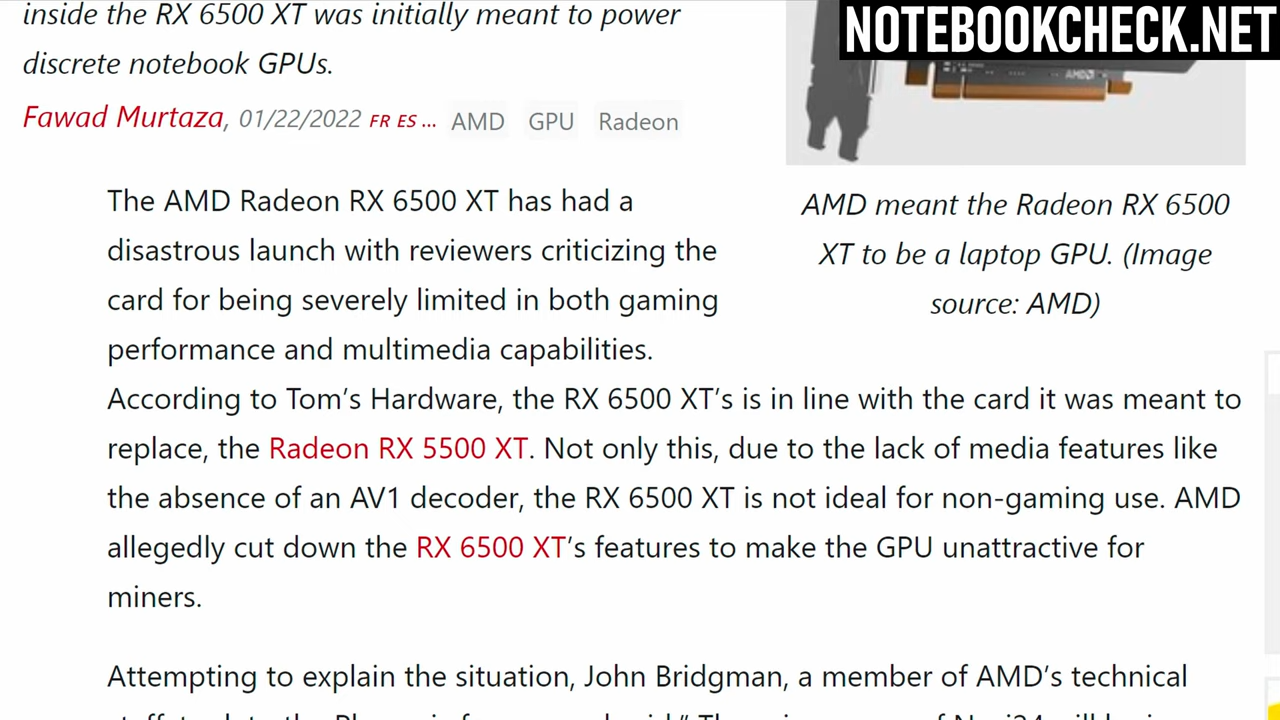 inside the RX 6500 XT was initially meant to power
discrete notebook GPUs.
Fawad Murtaza, 01/22/2022 FR ES ... AMD GPU Radeon
NOTEBOOKCHECK.NET
AMD
AMD meant the Radeon RX 6500
XT to be a laptop GPU. (Image
source: AMD)
The AMD Radeon RX 6500 XT has had a
disastrous launch with reviewers criticizing the
card for being severely limited in both gaming
performance and multimedia capabilities.
According to Tom’s Hardware, the RX 6500 XT’s is in line with the card it was meant to
replace, the Radeon RX 5500 XT. Not only this, due to the lack of media features like
the absence of an AV1 decoder, the RX 6500 XT is not ideal for non-gaming use. AMD
allegedly cut down the RX 6500 XT’s features to make the GPU unattractive for
miners.
Attempting to explain the situation, John Bridgman, a member of AMD’s technical